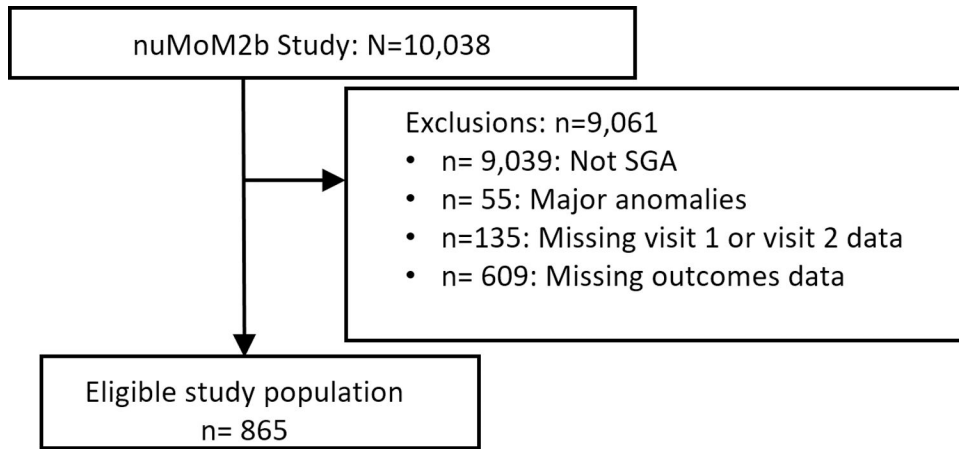 nuMoM2b Study: N=10,038
Exclusions: n=9,061
• n= 9,039: Not SGA
• n= 55: Major anomalies
• n=135: Missing visit 1 or visit 2 data
• n= 609: Missing outcomes data
Eligible study population
n= 865